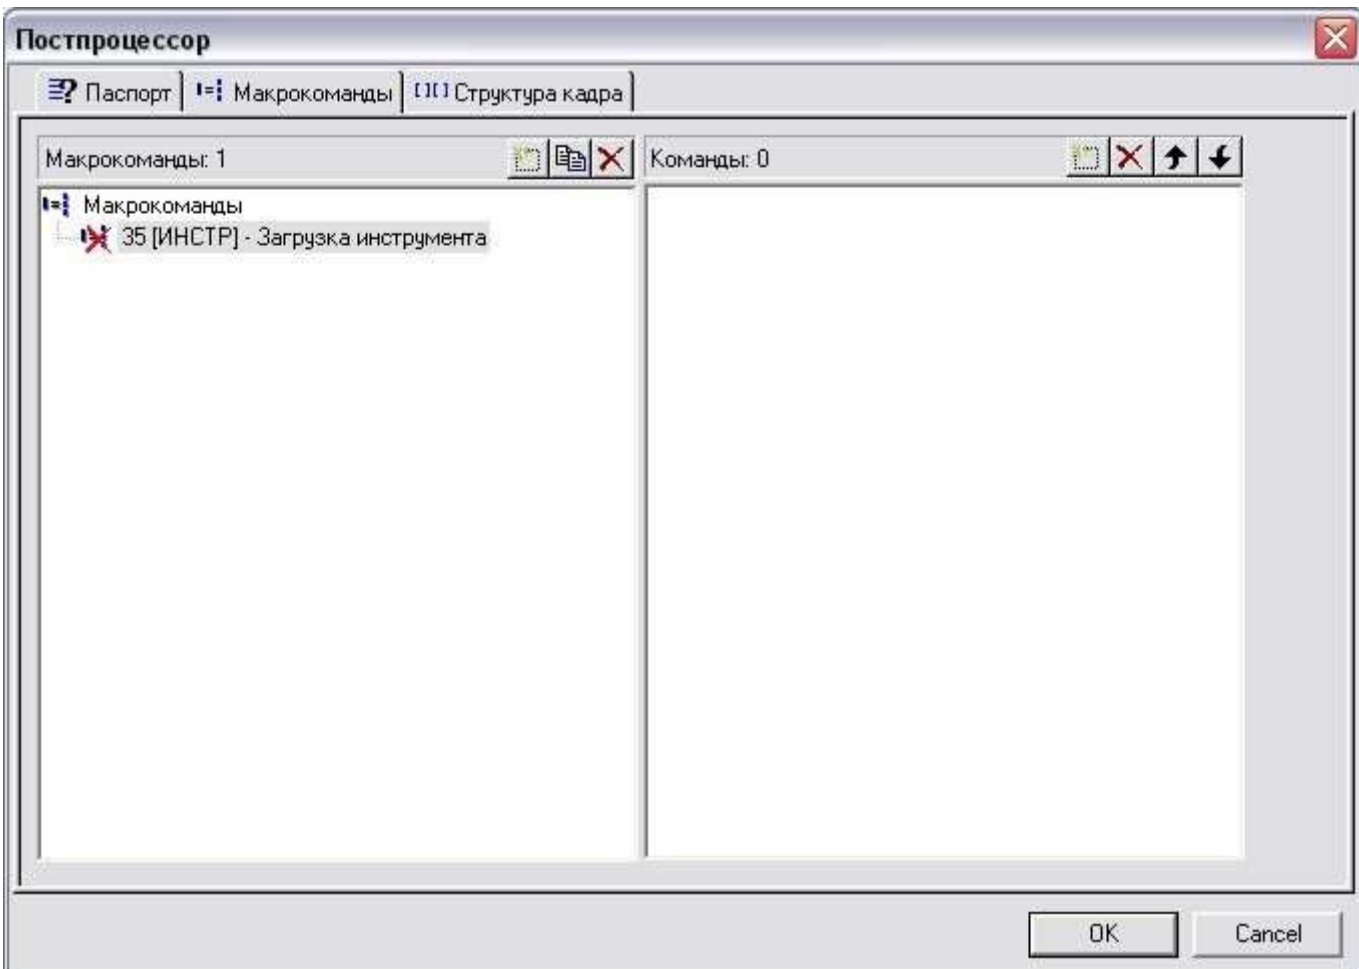 Постпроцессор
Паспорт Макрокоманды Структура кадра
Макрокоманды: 1 Команды: 0
Макрокоманды
35 [ИНСТР] - Загрузка инструмента
OK Cancel